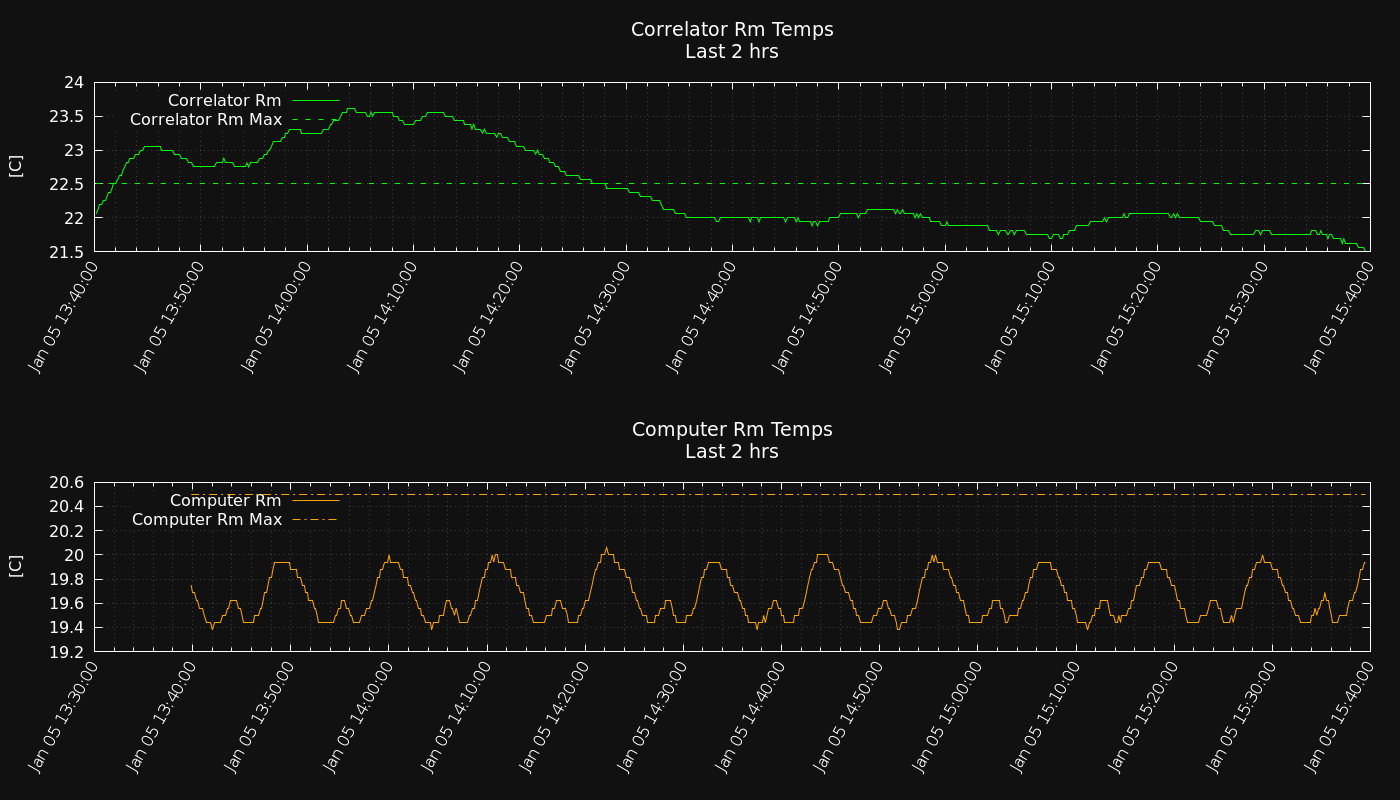 Correlator Rm Temps
Last 2 hrs
24
23.5
23
22.5
22
21.5
[C]
Correlator Rm
Correlator Rm Max
Jan 05 13:40:00
Jan 05 13:50:00
Jan 05 14:00:00
Jan 05 14:10:00
Jan 05 14:20:00
Jan 05 14:30:00
Jan 05 14:40:00
Jan 05 14:50:00
Jan 05 15:00:00
Jan 05 15:10:00
Jan 05 15:20:00
Jan 05 15:30:00
Jan 05 15:40:00
Computer Rm Temps
Last 2 hrs
20.6
20.4
20.2
20
19.8
19.6
19.4
19.2
[C]
Computer Rm
Computer Rm Max
Jan 05 13:30:00
Jan 05 13:40:00
Jan 05 13:50:00
Jan 05 14:00:00
Jan 05 14:10:00
Jan 05 14:20:00
Jan 05 14:30:00
Jan 05 14:40:00
Jan 05 14:50:00
Jan 05 15:00:00
Jan 05 15:10:00
Jan 05 15:20:00
Jan 05 15:30:00
Jan 05 15:40:00